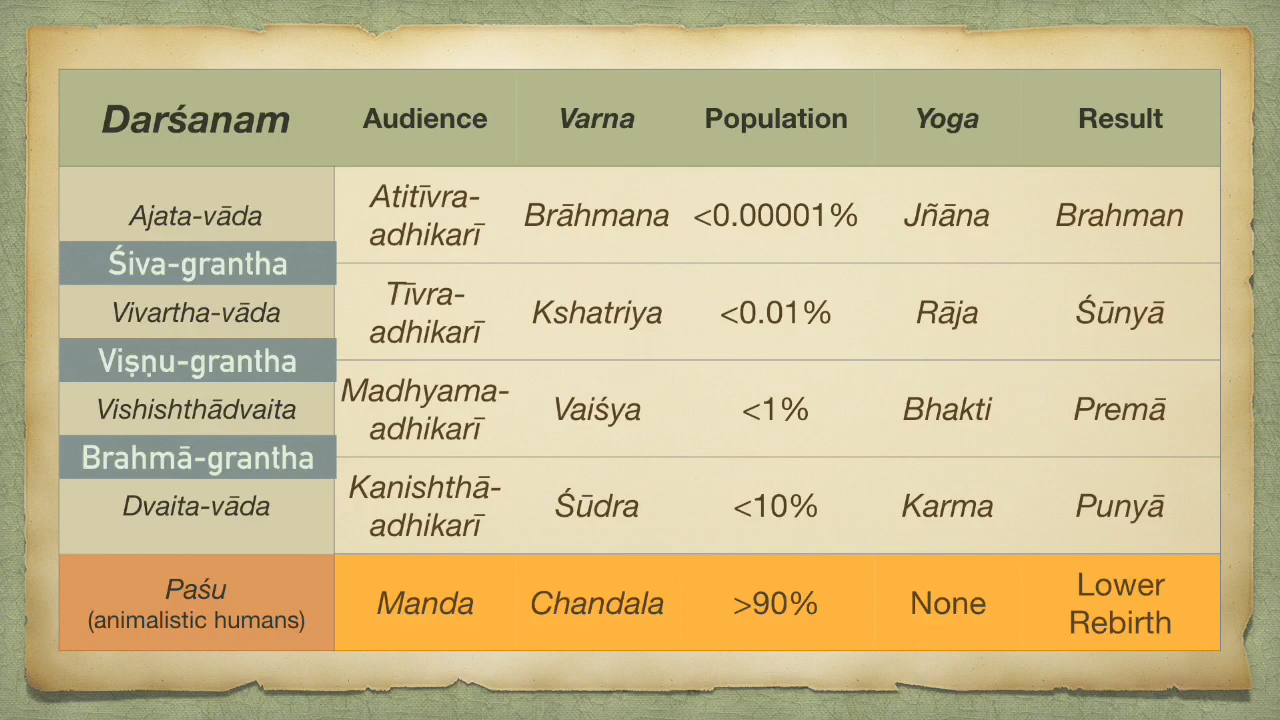 Darśanam Audience Varna Population Yoga Result
Ajata-vāda Atitīvra- Brāhmana <0.00001% Jñāna Brahman
adhikarī
Śiva-grantha
Vivartha-vāda Tīvra- Kshatriya <0.01% Rāja Śūnyā
adhikarī
Viṣṇu-grantha
Vishishthādvaita Madhyama- Vaiśya <1% Bhakti Premā
adhikarī
Brahmā-grantha
Dvaita-vāda Kanishthā- Śūdra <10% Karma Punyā
adhikarī
Paśu Manda Chandala >90% None Lower
(animalistic humans) Rebirth